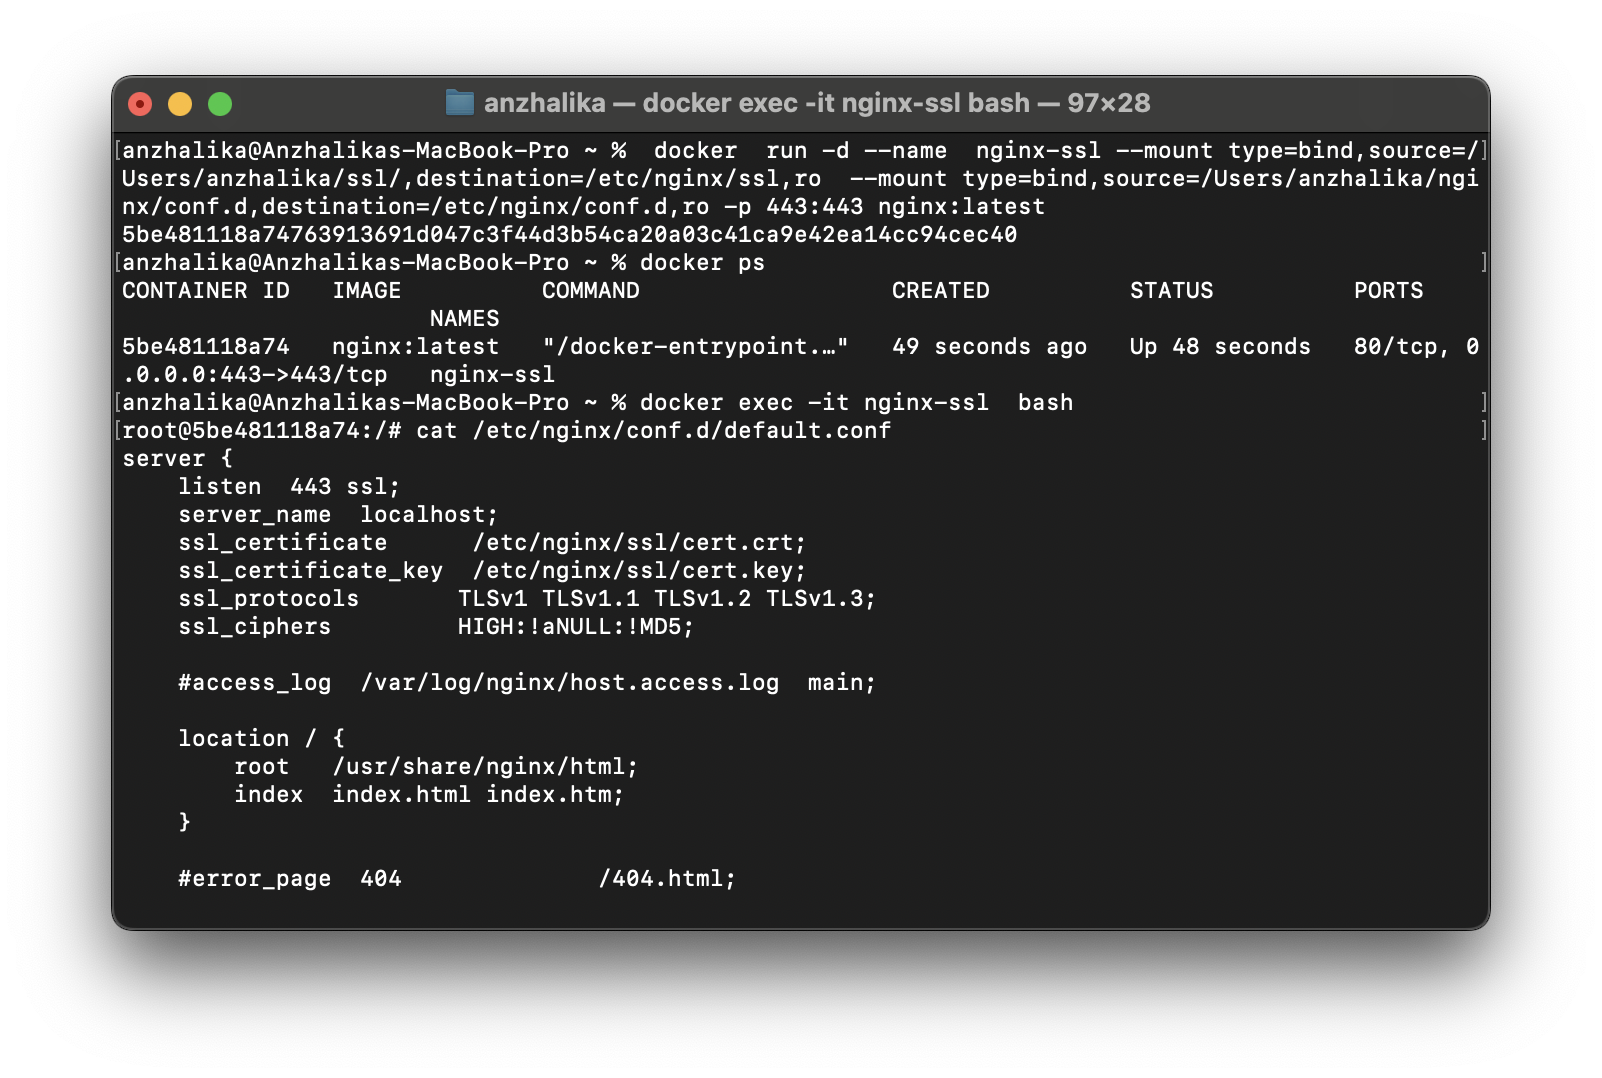 anzhalika — docker exec -it nginx-ssl bash — 97×28
[anzhalika@Anzhalikas-MacBook-Pro ~ %  docker  run -d --name  nginx-ssl --mount type=bind,source=/]
Users/anzhalika/ssl/,destination=/etc/nginx/ssl,ro  --mount type=bind,source=/Users/anzhalika/ngi
nx/conf.d,destination=/etc/nginx/conf.d,ro -p 443:443 nginx:latest
5be481118a74763913691d047c3f44d3b54ca20a03c41ca9e42ea14cc94cec40
[anzhalika@Anzhalikas-MacBook-Pro ~ % docker ps ]
CONTAINER ID   IMAGE          COMMAND                  CREATED          STATUS          PORTS
                      NAMES
5be481118a74   nginx:latest   "/docker-entrypoint.…"   49 seconds ago   Up 48 seconds   80/tcp, 0
.0.0.0:443->443/tcp   nginx-ssl
[anzhalika@Anzhalikas-MacBook-Pro ~ % docker exec -it nginx-ssl  bash ]
[root@5be481118a74:/# cat /etc/nginx/conf.d/default.conf ]
server {
    listen  443 ssl;
    server_name  localhost;
    ssl_certificate      /etc/nginx/ssl/cert.crt;
    ssl_certificate_key  /etc/nginx/ssl/cert.key;
    ssl_protocols       TLSv1 TLSv1.1 TLSv1.2 TLSv1.3;
    ssl_ciphers         HIGH:!aNULL:!MD5;
    #access_log  /var/log/nginx/host.access.log  main;
    location / {
        root   /usr/share/nginx/html;
        index  index.html index.htm;
    }
    #error_page  404              /404.html;